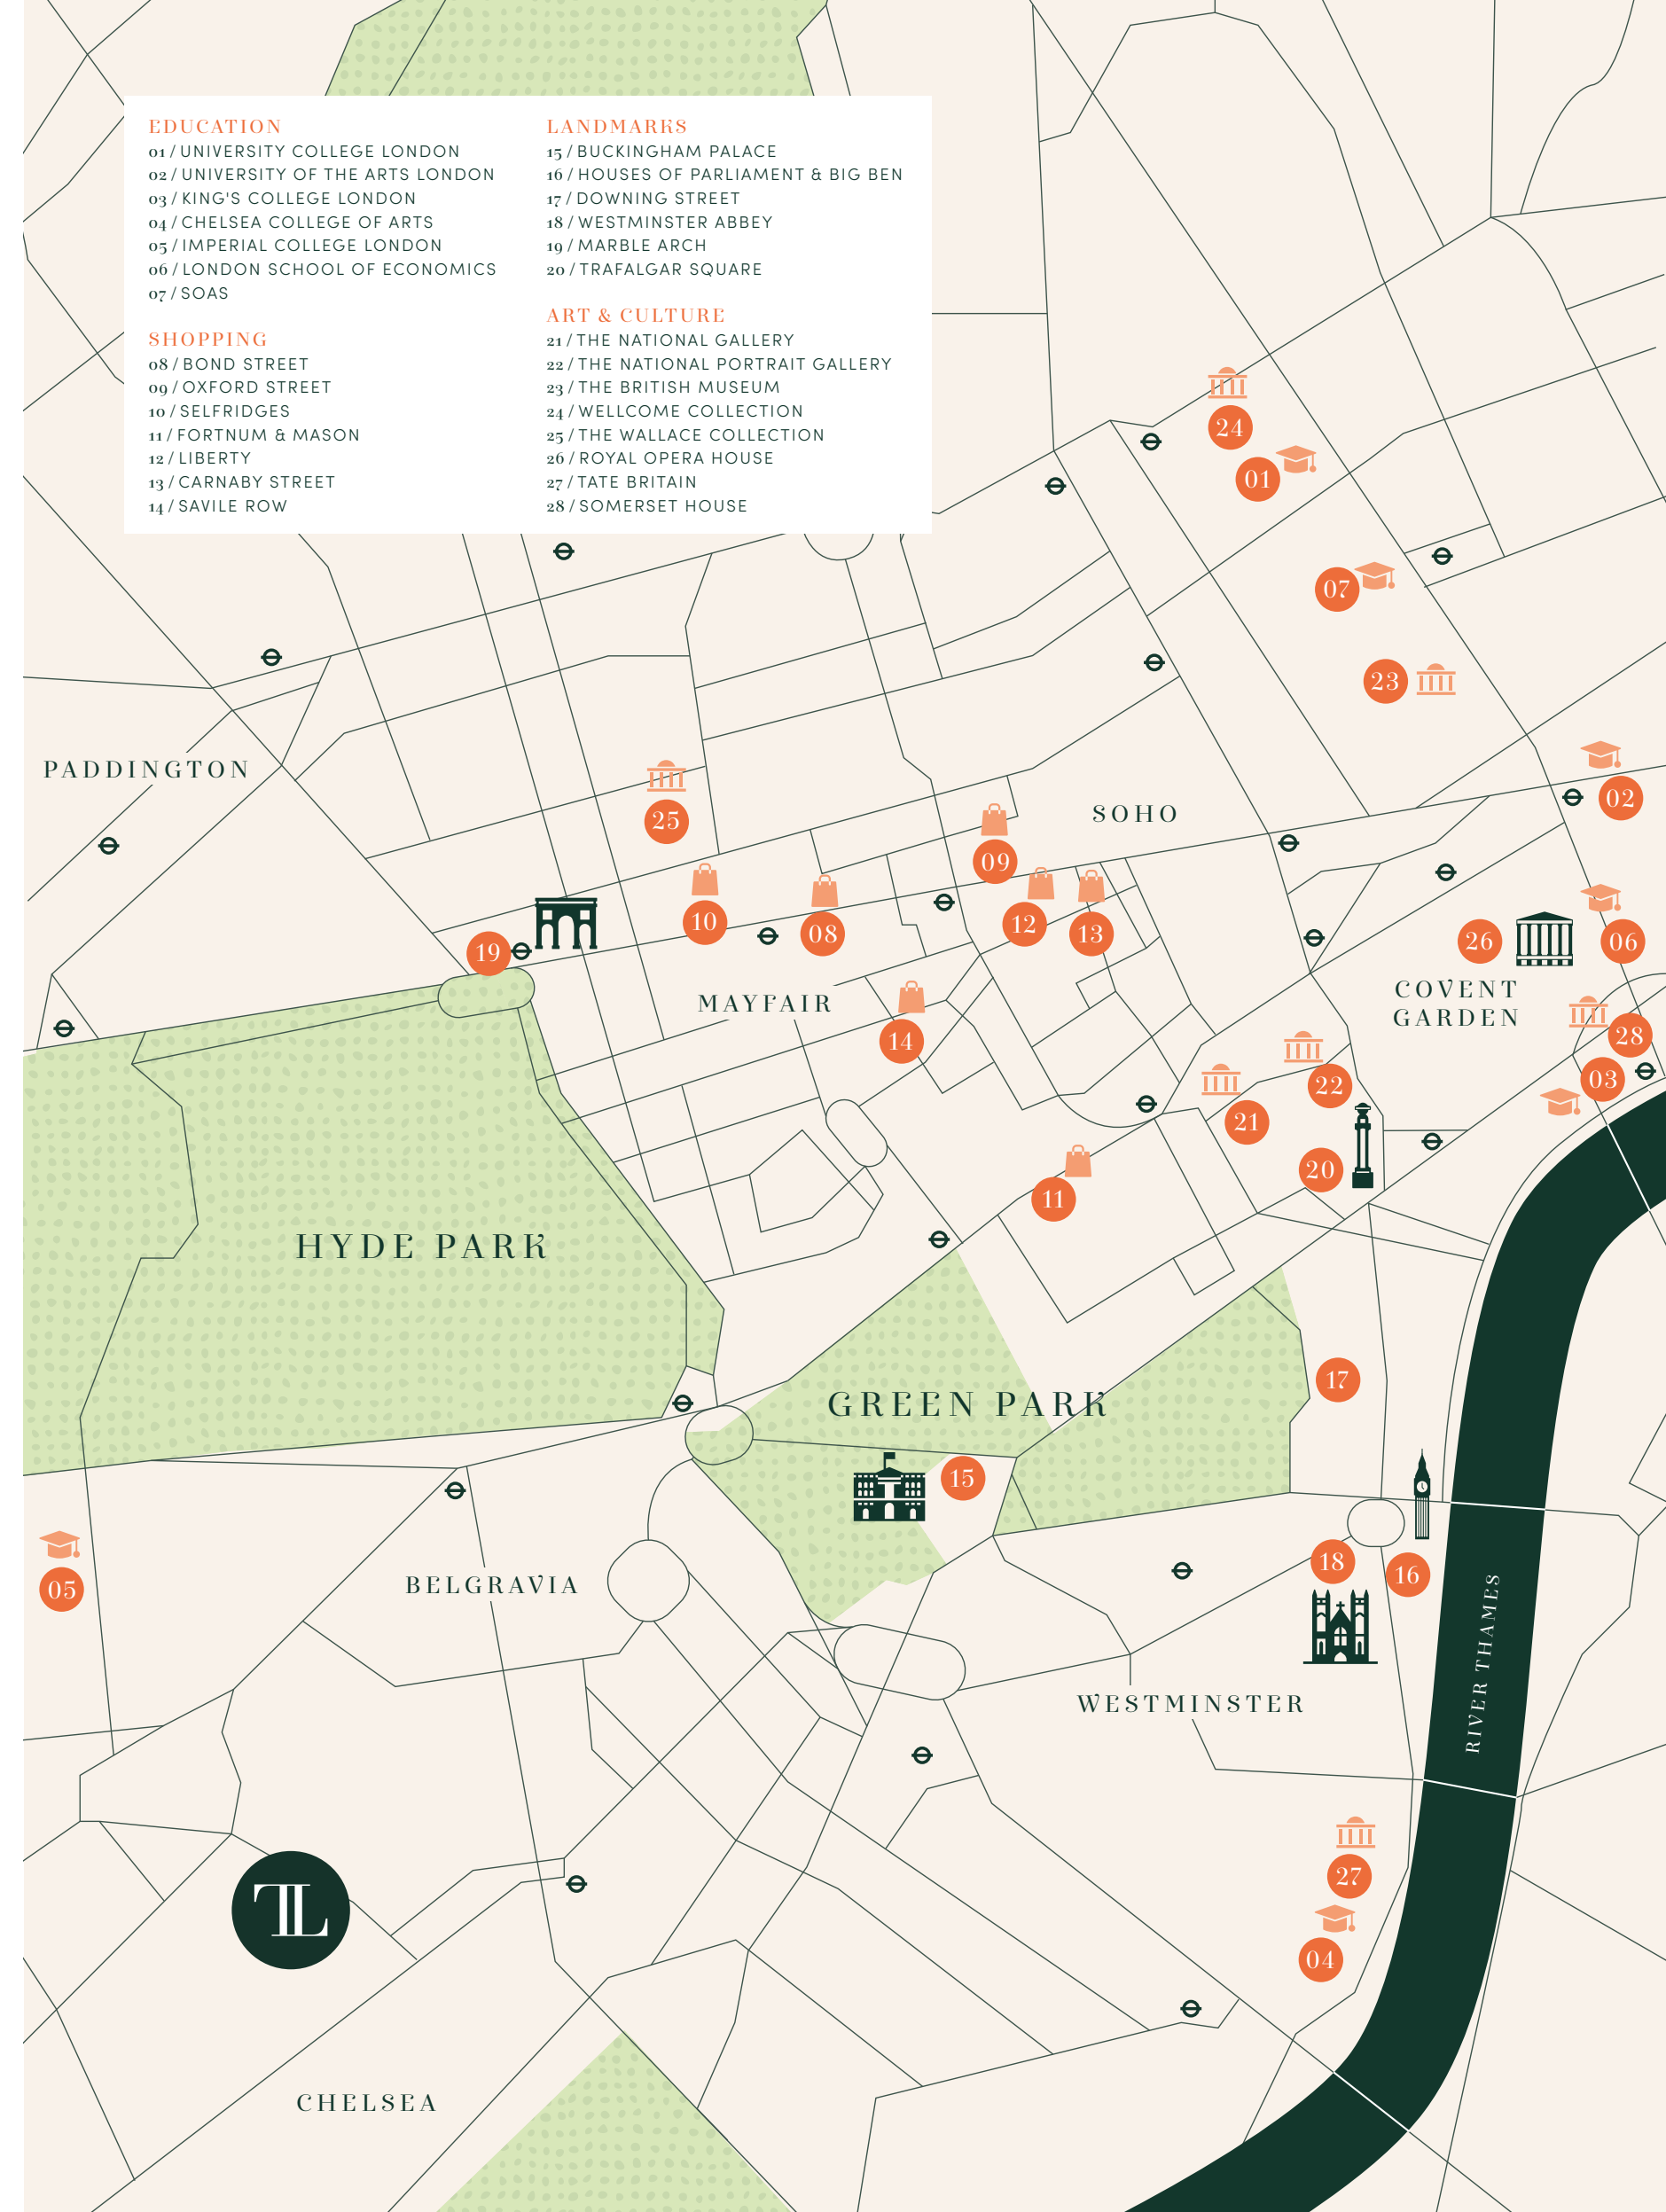 EDUCATION
01 / UNIVERSITY COLLEGE LONDON
02 / UNIVERSITY OF THE ARTS LONDON
03 / KING'S COLLEGE LONDON
04 / CHELSEA COLLEGE OF ARTS
05 / IMPERIAL COLLEGE LONDON
06 / LONDON SCHOOL OF ECONOMICS
07 / SOAS
SHOPPING
08 / BOND STREET
09 / OXFORD STREET
10 / SELFRIDGES
11 / FORTNUM & MASON
12 / LIBERTY
13 / CARNABY STREET
14 / SAVILE ROW
LANDMARKS
15 / BUCKINGHAM PALACE
16 / HOUSES OF PARLIAMENT & BIG BEN
17 / DOWNING STREET
18 / WESTMINSTER ABBEY
19 / MARBLE ARCH
20 / TRAFALGAR SQUARE
ART & CULTURE
21 / THE NATIONAL GALLERY
22 / THE NATIONAL PORTRAIT GALLERY
23 / THE BRITISH MUSEUM
24 / WELLCOME COLLECTION
25 / THE WALLACE COLLECTION
26 / ROYAL OPERA HOUSE
27 / TATE BRITAIN
28 / SOMERSET HOUSE
24
01
07
23
PADDINGTON
02
SOHO
25
09
10
08
12
13
26
06
19
COVENT
GARDEN
MAYFAIR
14
28
03
22
21
20
11
HYDE PARK
17
GREEN PARK
15
18
16
05
BELGRAVIA
RIVER THAMES
WESTMINSTER
27
TL
04
CHELSEA